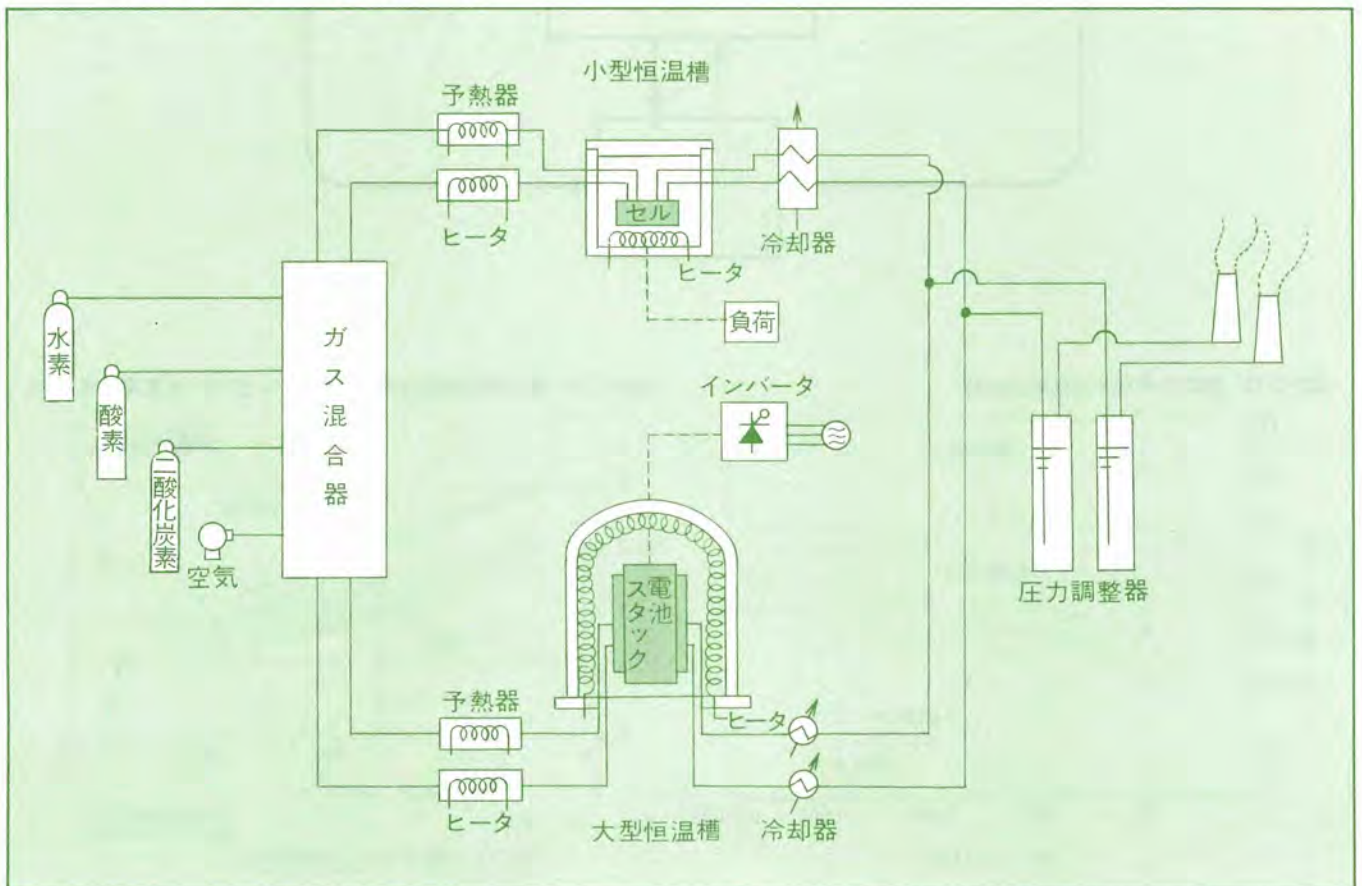 小型恒温槽
予熱器
セル
ヒータ
ヒータ
冷却器
負荷
水素
酸素
二酸化炭素
空気
ガス混合器
インバータ
電池
スタック
圧力調整器
予熱器
ヒータ
ヒータ
大型恒温槽
冷却器